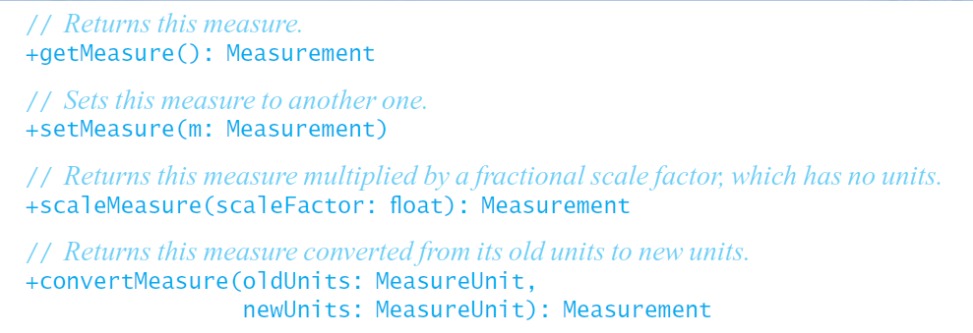 // Returns this measure.
+getMeasure(): Measurement
// Sets this measure to another one.
+setMeasure(m: Measurement)
// Returns this measure multiplied by a fractional scale factor, which has no units.
+scaleMeasure(scaleFactor: float): Measurement
// Returns this measure converted from its old units to new units.
+convertMeasure(oldUnits: MeasureUnit,
newUnits: MeasureUnit): Measurement